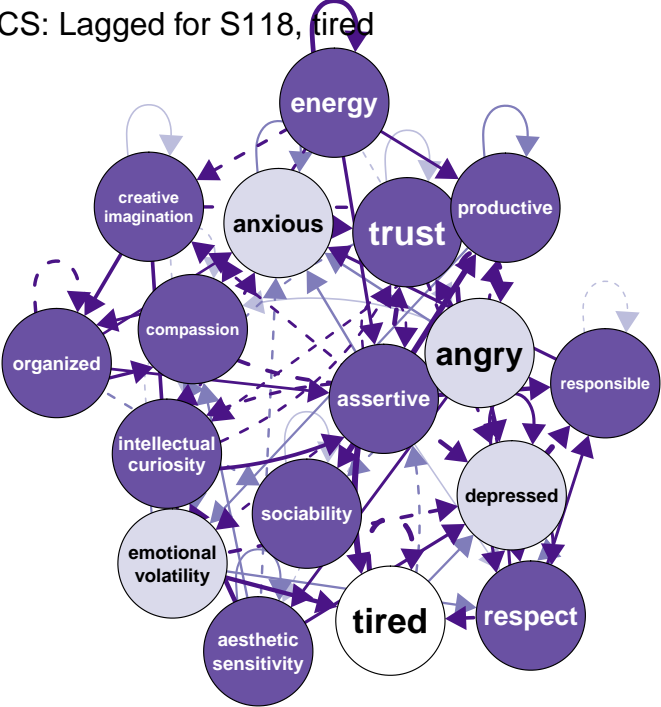 CS: Lagged for S118, tired
energy
creative
imagination
anxious
trust
productive
compassion
organized
angry
responsible
assertive
intellectual
curiosity
sociability
depressed
emotional
volatility
tired
respect
aesthetic
sensitivity